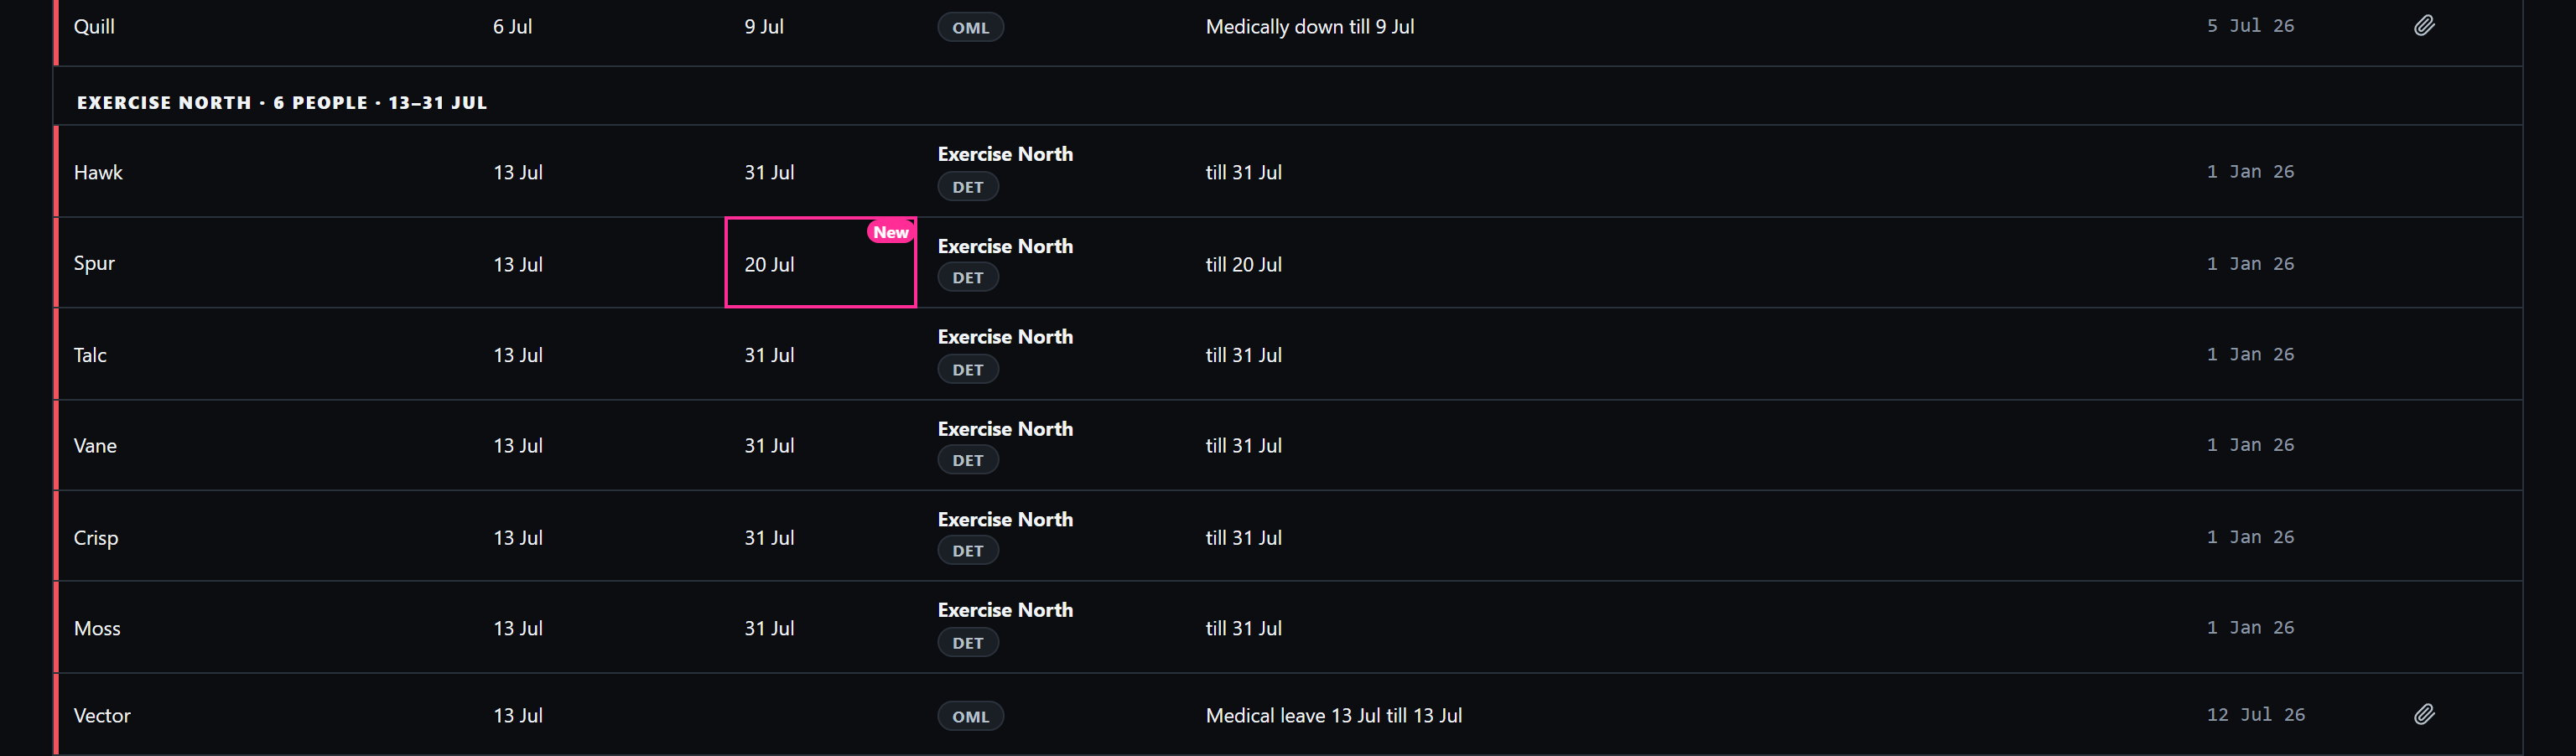 Quill 6 Jul 9 Jul OML Medically down till 9 Jul 5 Jul 26
EXERCISE NORTH · 6 PEOPLE · 13–31 JUL
Hawk 13 Jul 31 Jul Exercise North DET till 31 Jul 1 Jan 26
Spur 13 Jul 20 Jul New Exercise North DET till 20 Jul 1 Jan 26
Talc 13 Jul 31 Jul Exercise North DET till 31 Jul 1 Jan 26
Vane 13 Jul 31 Jul Exercise North DET till 31 Jul 1 Jan 26
Crisp 13 Jul 31 Jul Exercise North DET till 31 Jul 1 Jan 26
Moss 13 Jul 31 Jul Exercise North DET till 31 Jul 1 Jan 26
Vector 13 Jul OML Medical leave 13 Jul till 13 Jul 12 Jul 26